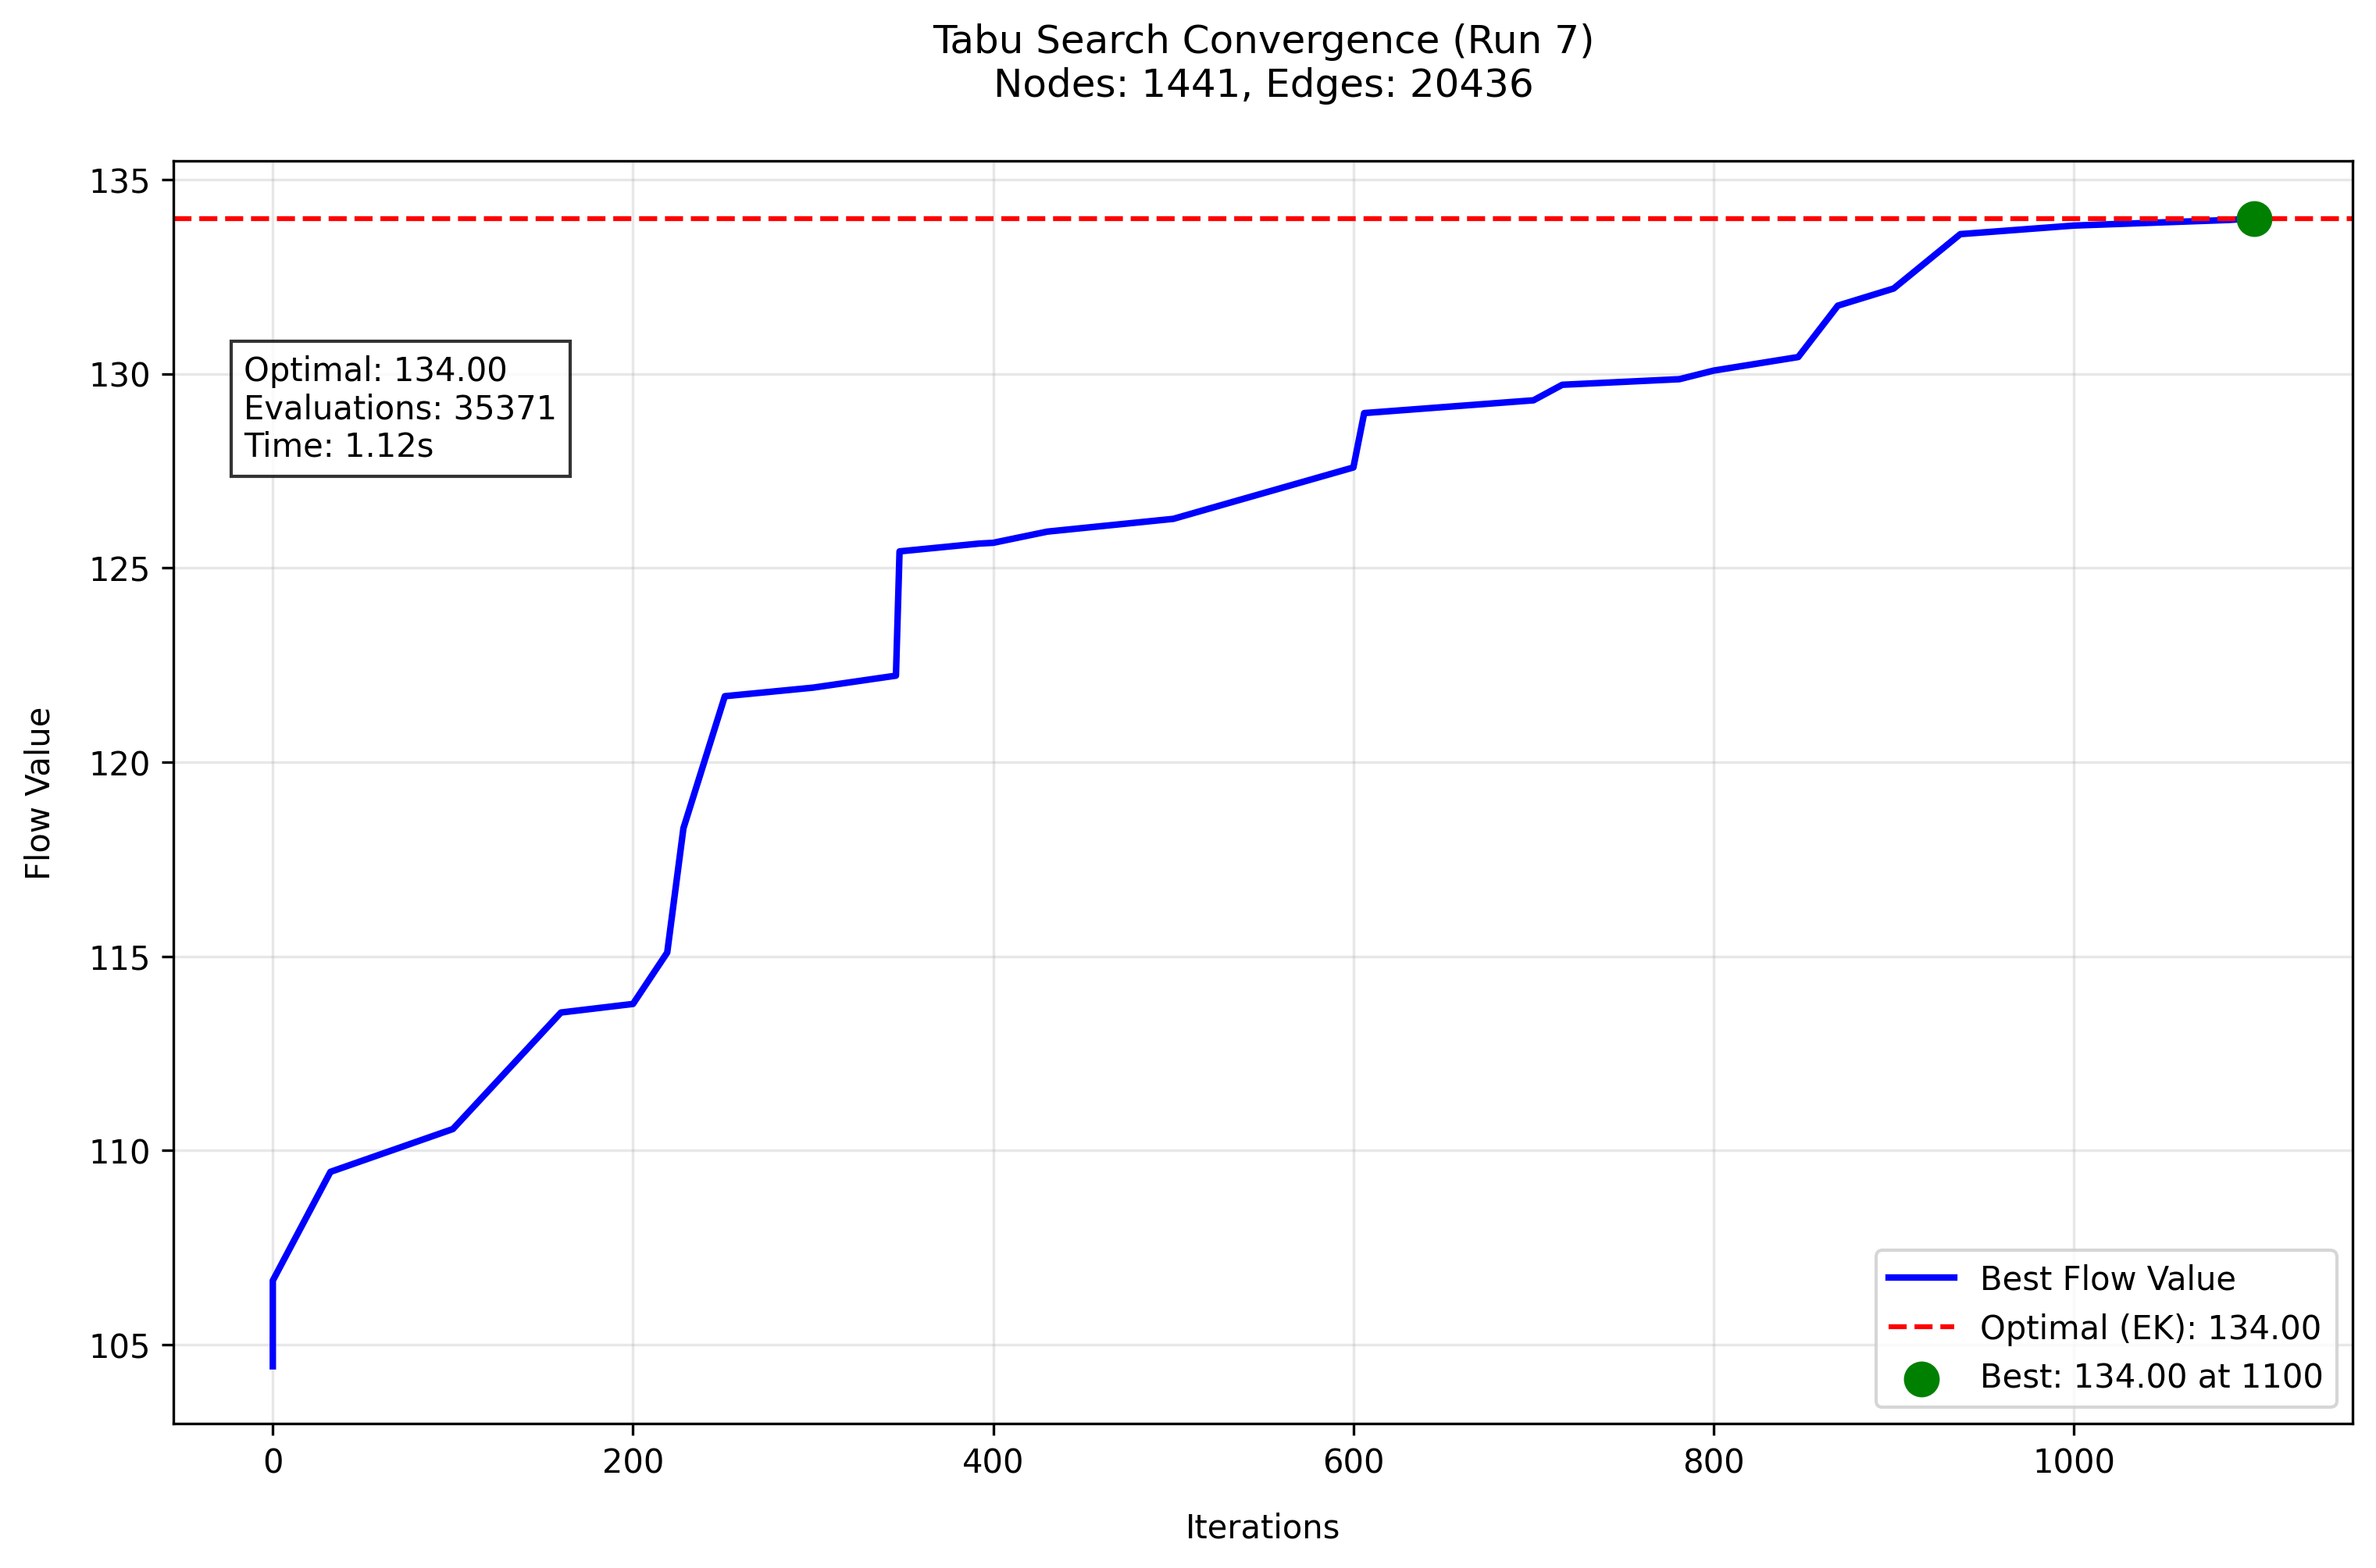 Tabu Search Convergence (Run 7)
Nodes: 1441, Edges: 20436
135
130
125
120
115
110
105
Flow Value
Optimal: 134.00
Evaluations: 35371
Time: 1.12s
Best Flow Value
Optimal (EK): 134.00
Best: 134.00 at 1100
0 200 400 600 800 1000
Iterations